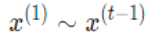 x^{(1)} \sim x^{(t-1)}